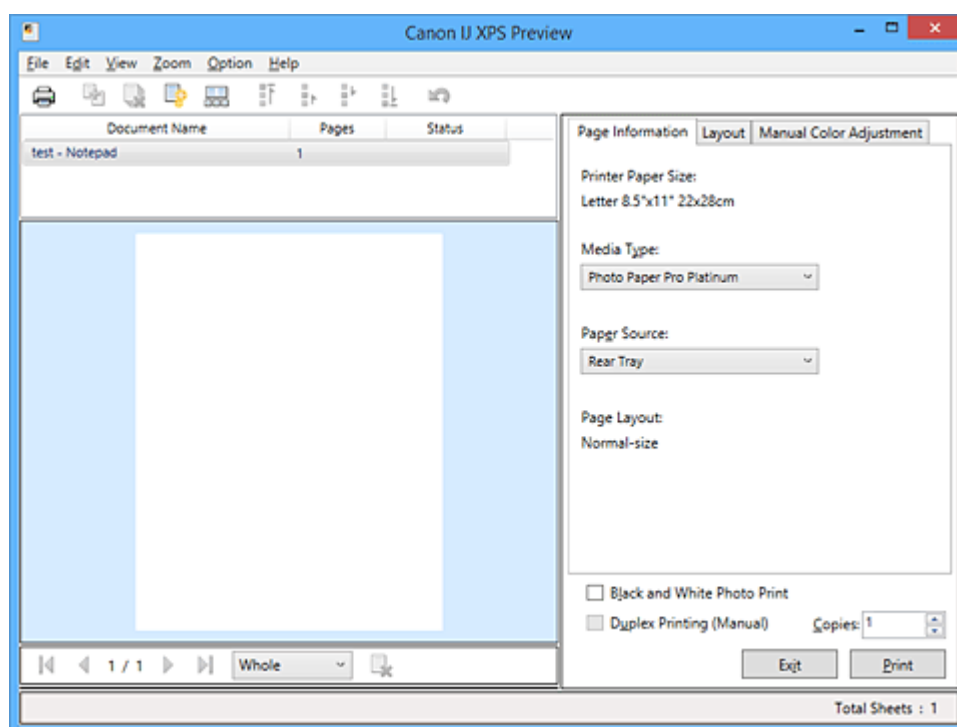 Canon IJ XPS Preview
File Edit View Zoom Option Help
Document Name Pages Status
test - Notepad 1
Page Information Layout Manual Color Adjustment
Printer Paper Size:
Letter 8.5"x11" 22x28cm
Media Type:
Photo Paper Pro Platinum
Paper Source:
Rear Tray
Page Layout:
Normal-size
Black and White Photo Print
Duplex Printing (Manual) Copies: 1
1 / 1 Whole
Exit Print
Total Sheets : 1